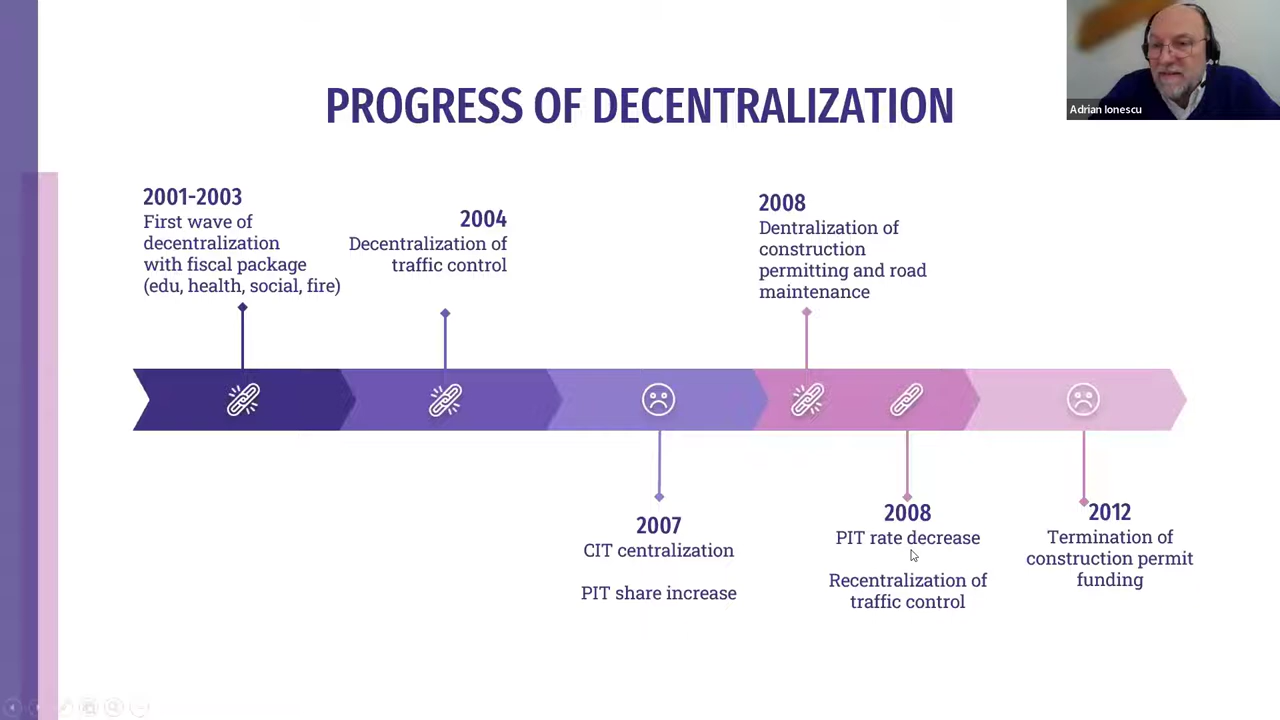 Adrian Ionescu
PROGRESS OF DECENTRALIZATION
2001-2003
First wave of
decentralization
with fiscal package
(edu, health, social, fire)
2004
Decentralization of
traffic control
2008
Dentralization of
construction
permitting and road
maintenance
2007
CIT centralization
PIT share increase
2008
PIT rate decrease
Recentralization of
traffic control
2012
Termination of
construction permit
funding